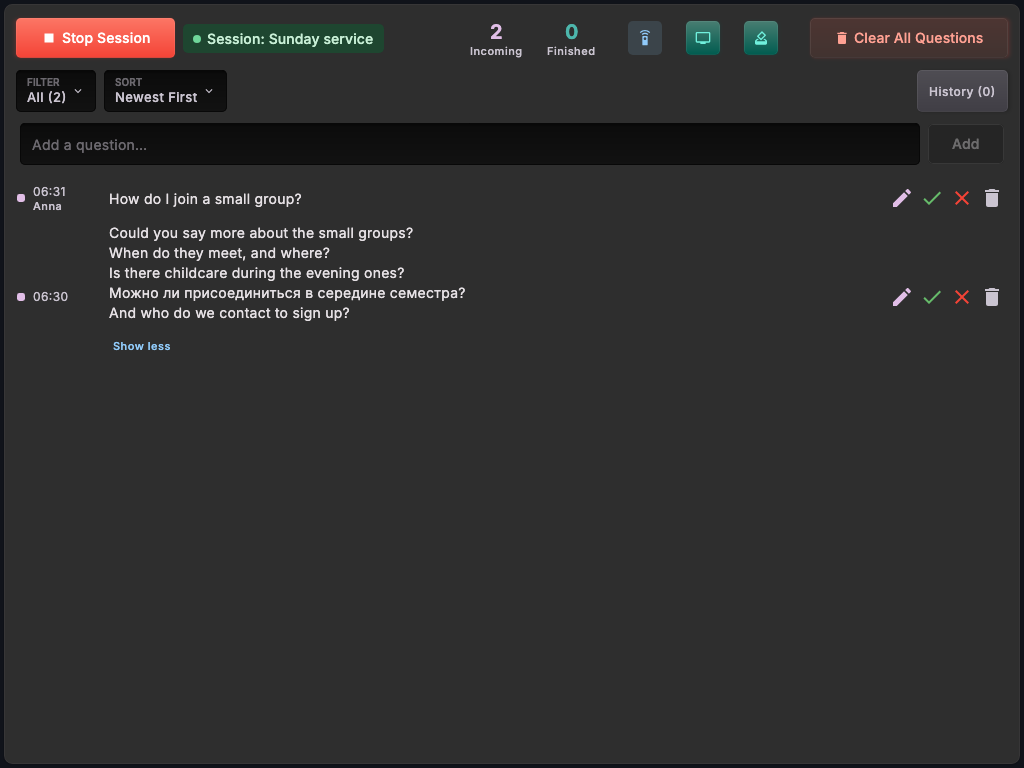 Stop Session
Session: Sunday service
2
Incoming
0
Finished
Clear All Questions
FILTER
All (2)
SORT
Newest First
History (0)
Add a question...
Add
06:31
Anna
How do I join a small group?
06:30
Could you say more about the small groups?
When do they meet, and where?
Is there childcare during the evening ones?
Можно ли присоединиться в середине семестра?
And who do we contact to sign up?
Show less